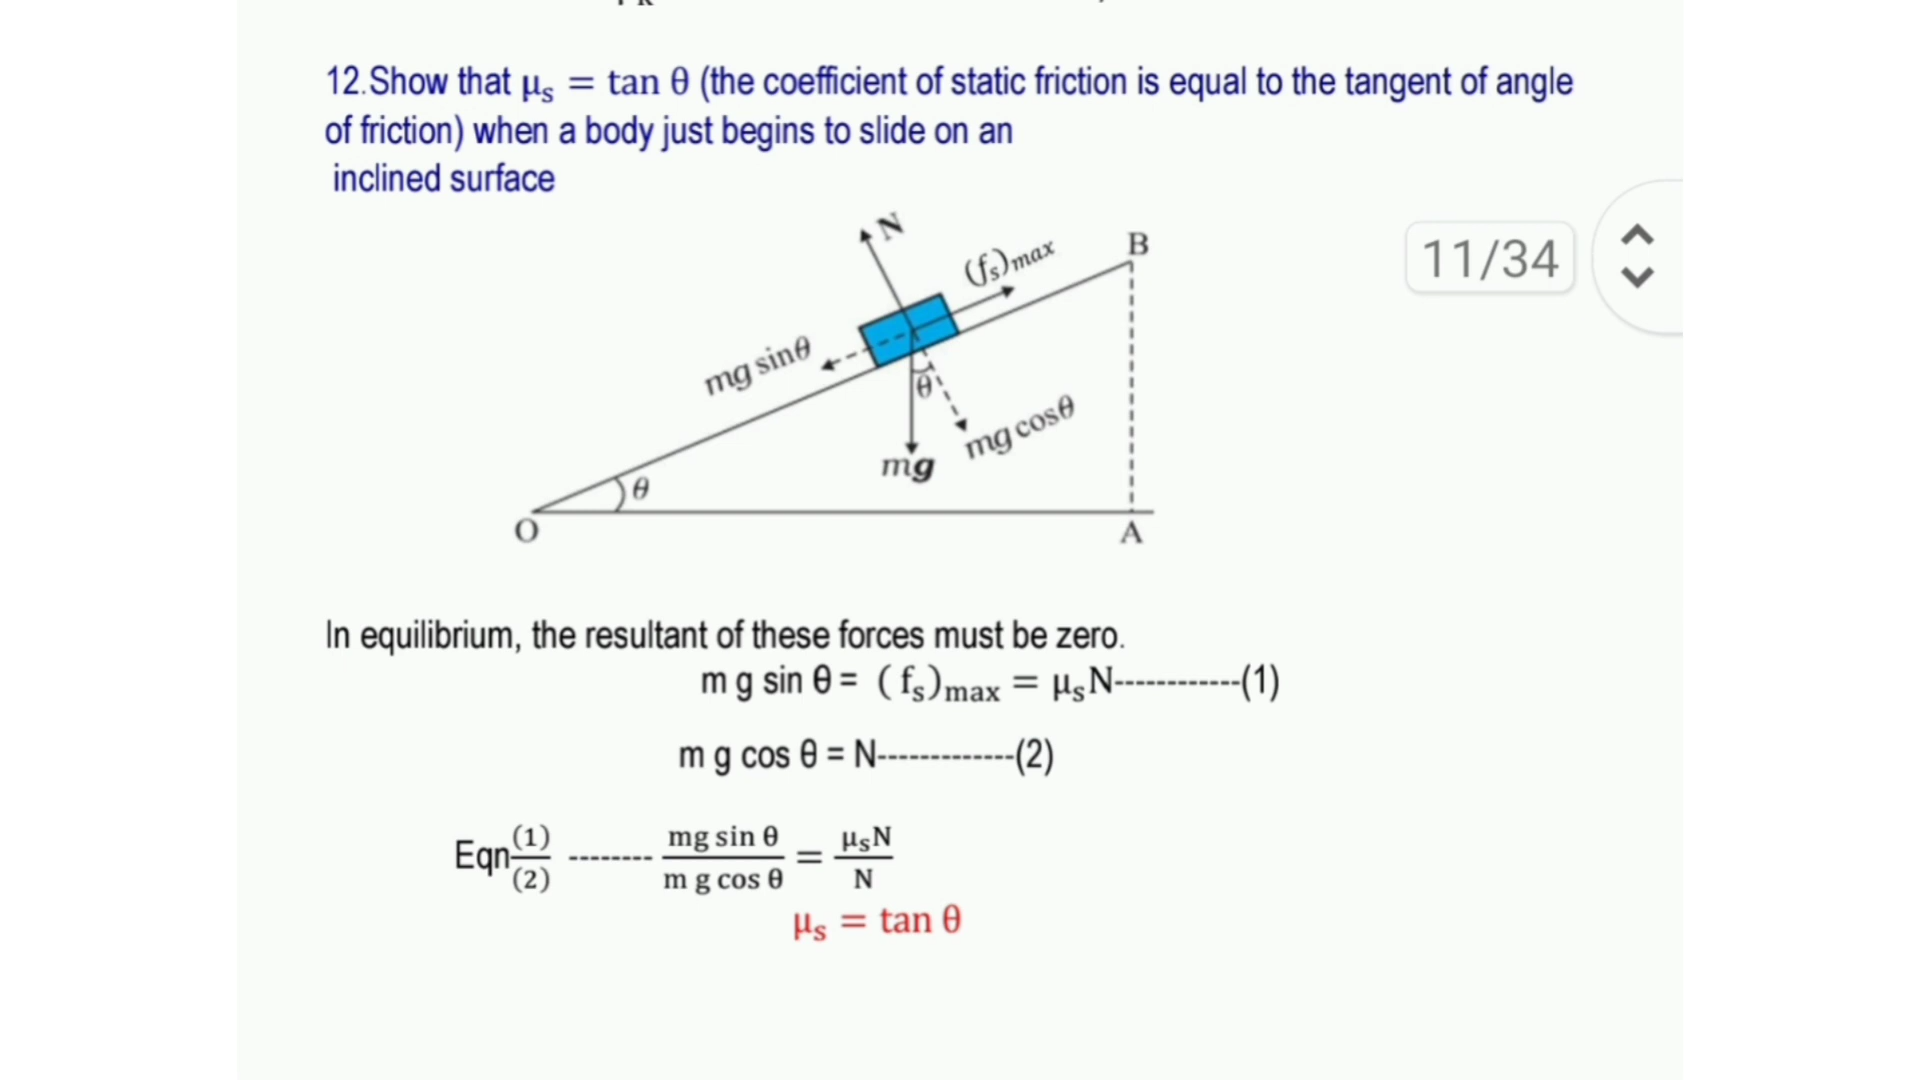 12.Show that μₛ = tan θ (the coefficient of static friction is equal to the tangent of angle
of friction) when a body just begins to slide on an
inclined surface
N
(fₛ)max
B
11/34
mg sinθ
θ
mg cosθ
mg
θ
O
A
In equilibrium, the resultant of these forces must be zero.
m g sin θ = ( fₛ)max = μₛN------------(1)
m g cos θ = N-------------(2)
Eqn (1)/(2) -------- mg sin θ / m g cos θ = μₛN / N
μₛ = tan θ